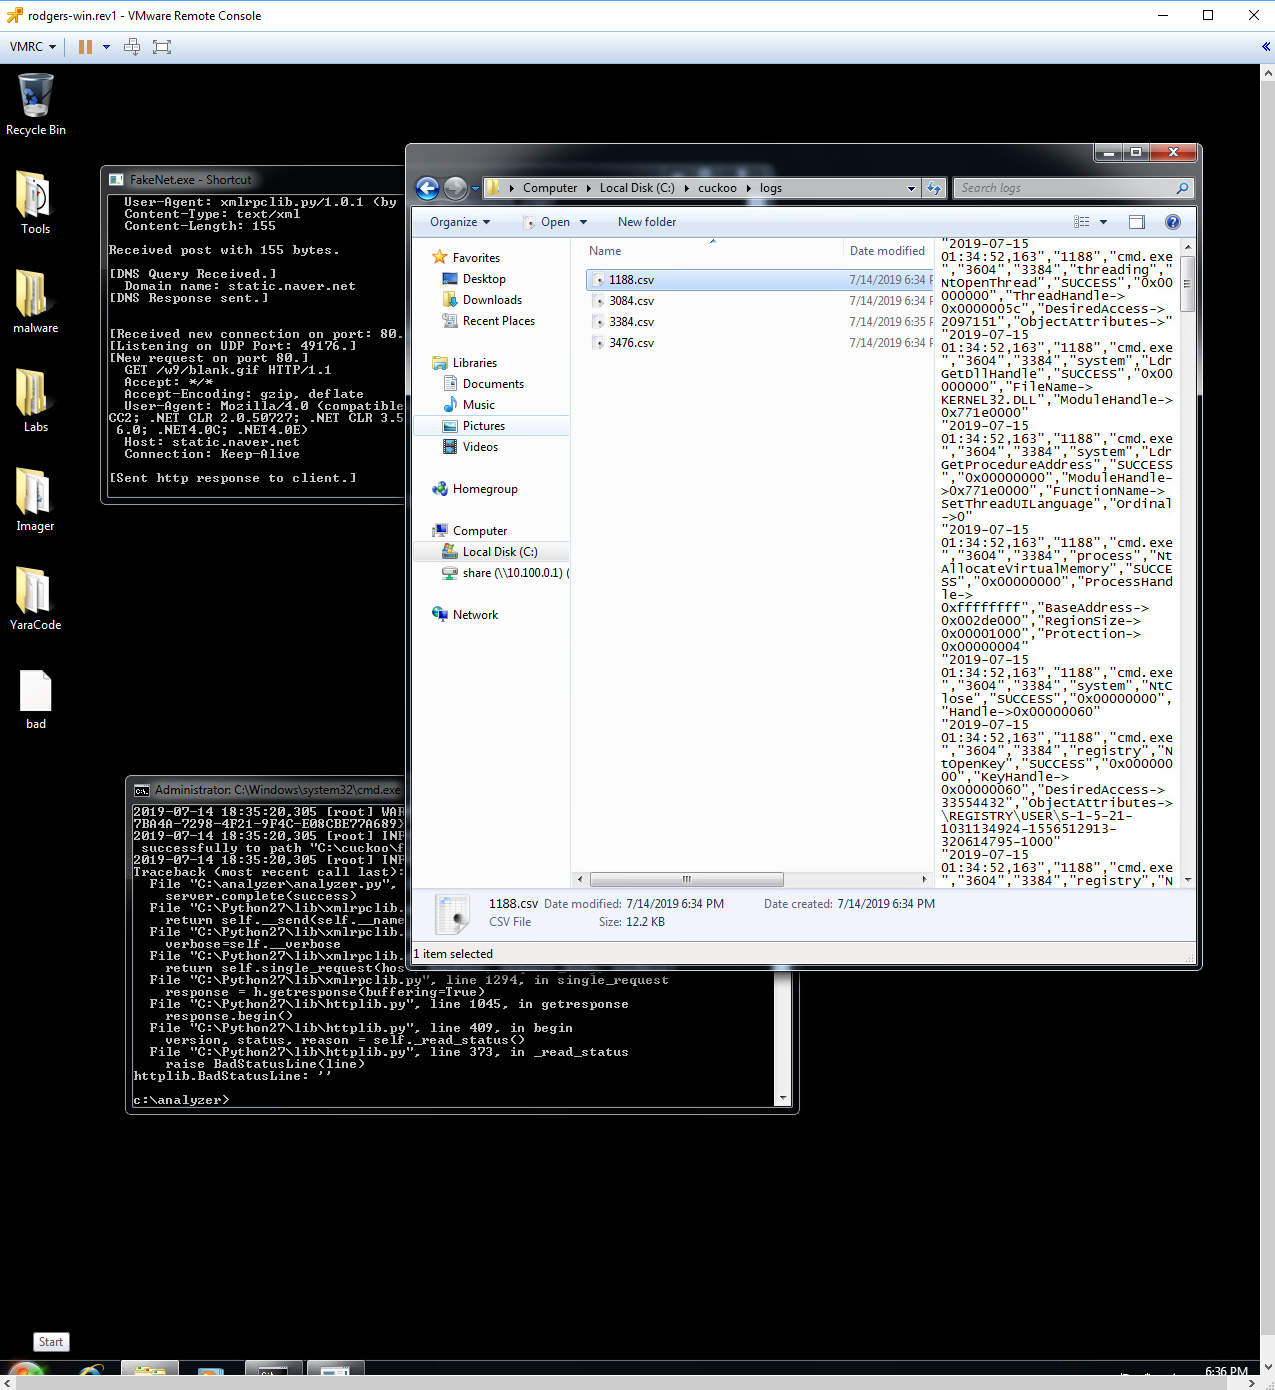 rodgers-win.rev1 - VMware Remote Console
VMRC
Recycle Bin
Tools
malware
Labs
Imager
YaraCode
bad
FakeNet.exe - Shortcut
User-Agent: xmlrpclib.py/1.0.1 (by
Content-Type: text/xml
Content-Length: 155
Received post with 155 bytes.
[DNS Query Received.]
Domain name: static.naver.net
[DNS Response sent.]
[Received new connection on port: 80.
[Listening on UDP Port: 49176.]
[New request on port 80.]
GET /w9/blank.gif HTTP/1.1
Accept: */*
Accept-Encoding: gzip, deflate
User-Agent: Mozilla/4.0 (compatible
CC2; .NET CLR 2.0.50727; .NET CLR 3.5
6.0; .NET4.0C; .NET4.0E)
Host: static.naver.net
Connection: Keep-Alive
[Sent http response to client.]
Computer
Local Disk (C:)
cuckoo
logs
Search logs
Organize
Open
New folder
Favorites
Desktop
Downloads
Recent Places
Libraries
Documents
Music
Pictures
Videos
Homegroup
Computer
Local Disk (C:)
share (\\10.100.0.1) (
Network
Name
Date modified
1188.csv
7/14/2019 6:34 P
3084.csv
7/14/2019 6:34 P
3384.csv
7/14/2019 6:35 P
3476.csv
7/14/2019 6:34 P
"2019-07-15
01:34:52,163","1188","cmd.exe
","3604","3384","threading","
NtOpenThread","SUCCESS","0x00
000000","ThreadHandle->
0x0000005c","DesiredAccess->
2097151","ObjectAttributes->"
"2019-07-15
01:34:52,163","1188","cmd.exe
","3604","3384","system","Ldr
GetDllHandle","SUCCESS","0x00
000000","FileName->
KERNEL32.DLL","ModuleHandle->
0x771e0000"
"2019-07-15
01:34:52,163","1188","cmd.exe
","3604","3384","system","Ldr
GetProcedureAddress","SUCCESS
","0x00000000","ModuleHandle-
>0x771e0000","FunctionName->
SetThreadUILanguage","Ordinal
->0"
"2019-07-15
01:34:52,163","1188","cmd.exe
","3604","3384","process","Nt
AllocateVirtualMemory","SUCCE
SS","0x00000000","ProcessHand
le->
0xffffffff","BaseAddress->
0x002de000","RegionSize->
0x00001000","Protection->
0x00000004"
"2019-07-15
01:34:52,163","1188","cmd.exe
","3604","3384","system","NtC
lose","SUCCESS","0x00000000",
"Handle->0x00000060"
"2019-07-15
01:34:52,163","1188","cmd.exe
","3604","3384","registry","N
tOpenKey","SUCCESS","0x000000
00","KeyHandle->
0x00000060","DesiredAccess->
33554432","ObjectAttributes->
\REGISTRY\USER\S-1-5-21-
1031134924-1556512913-
320614795-1000"
"2019-07-15
01:34:52,163","1188","cmd.exe
","3604","3384","registry","N
1188.csv
Date modified: 7/14/2019 6:34 PM
Date created: 7/14/2019 6:34 PM
CSV File
Size: 12.2 KB
1 item selected
Administrator: C:\Windows\system32\cmd.exe
2019-07-14 18:35:20,305 [root] WAR
7BA4A-7298-4F21-9F4C-E08CBE77A689}
2019-07-14 18:35:20,305 [root] INF
successfully to path "C:\cuckoo\f
2019-07-14 18:35:20,305 [root] INF
Traceback (most recent call last):
File "C:\analyzer\analyzer.py",
server.complete(success)
File "C:\Python27\lib\xmlrpclib.
return self.__send(self.__name
File "C:\Python27\lib\xmlrpclib.
verbose=self.__verbose
File "C:\Python27\lib\xmlrpclib.
return self.single_request(hos
File "C:\Python27\lib\xmlrpclib.py", line 1294, in single_request
response = h.getresponse(buffering=True)
File "C:\Python27\lib\httplib.py", line 1045, in getresponse
response.begin()
File "C:\Python27\lib\httplib.py", line 409, in begin
version, status, reason = self._read_status()
File "C:\Python27\lib\httplib.py", line 373, in _read_status
raise BadStatusLine(line)
httplib.BadStatusLine: ''
c:\analyzer>
Start
6:36 PM